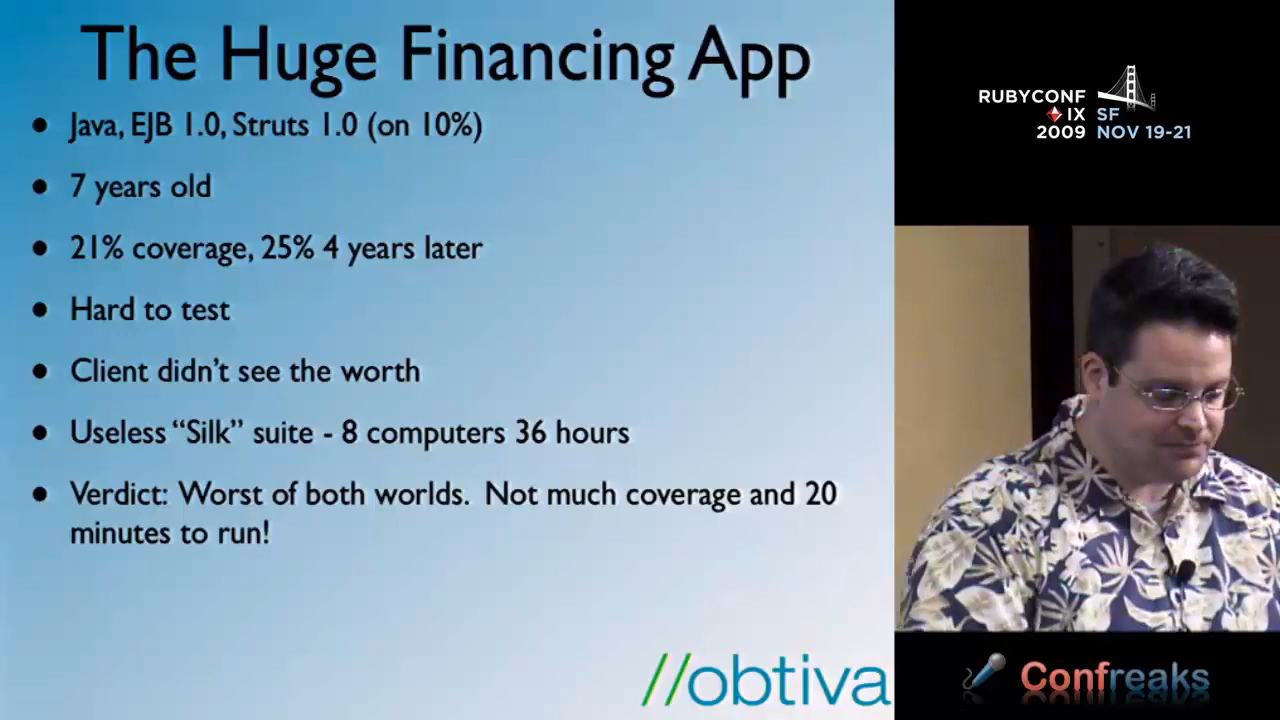 The Huge Financing App
• Java, EJB 1.0, Struts 1.0 (on 10%)
• 7 years old
• 21% coverage, 25% 4 years later
• Hard to test
• Client didn't see the worth
• Useless “Silk” suite - 8 computers 36 hours
• Verdict: Worst of both worlds.  Not much coverage and 20
minutes to run!
//obtiva
RUBYCONF
IX SF
2009 NOV 19-21
Confreaks